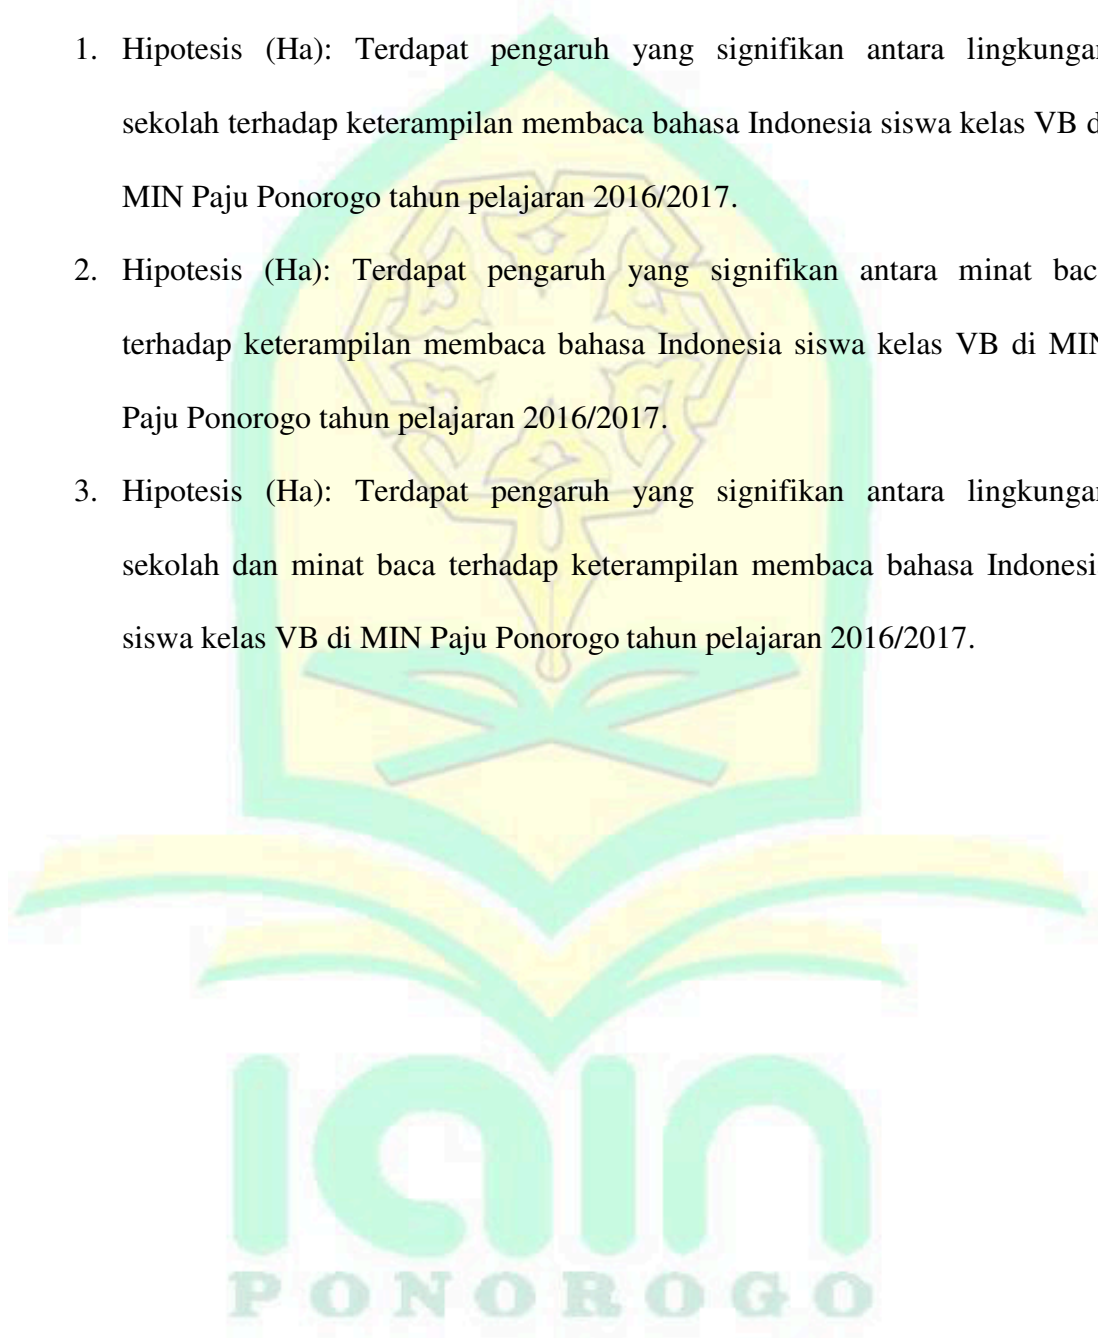 1. Hipotesis (Ha): Terdapat pengaruh yang signifikan antara lingkungan
sekolah terhadap keterampilan membaca bahasa Indonesia siswa kelas VB d
MIN Paju Ponorogo tahun pelajaran 2016/2017.
2. Hipotesis (Ha): Terdapat pengaruh yang signifikan antara minat bac
terhadap keterampilan membaca bahasa Indonesia siswa kelas VB di MIN
Paju Ponorogo tahun pelajaran 2016/2017.
3. Hipotesis (Ha): Terdapat pengaruh yang signifikan antara lingkungan
sekolah dan minat baca terhadap keterampilan membaca bahasa Indonesi
siswa kelas VB di MIN Paju Ponorogo tahun pelajaran 2016/2017.
IAIN
PONOROGO